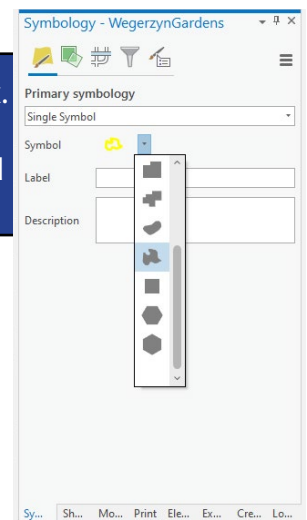 Symbology - WegerzynGardens
Primary symbology
Single Symbol
Symbol
Label
Description
Sy... Sh... Mo... Print Ele... Ex... Cre... Lo...